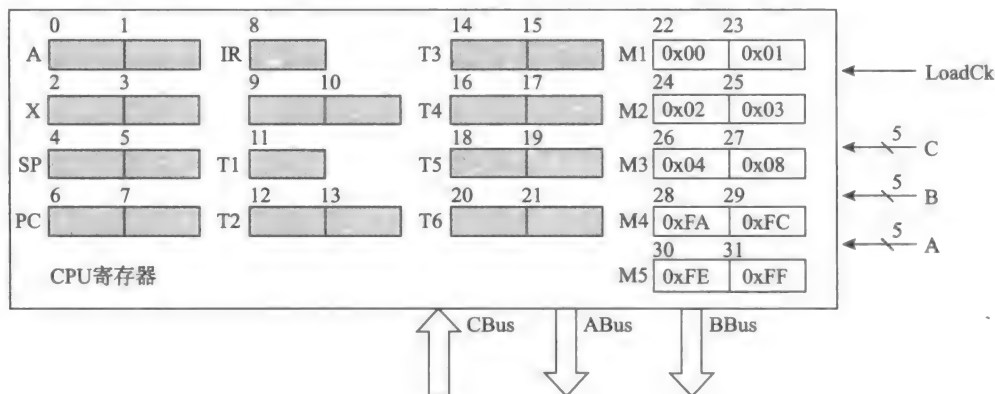 0 1 8 14 15 22 23
A IR T3 M1 0x00 0x01
LoadCk
2 3 9 10 16 17 24 25
X T4 M2 0x02 0x03
4 5 11 18 19 26 27
SP T1 T5 M3 0x04 0x08
5 C
6 7 12 13 20 21 28 29
PC T2 T6 M4 0xFA 0xFC
5 B
30 31
5 A
CPU寄存器 M5 0xFE 0xFF
CBus ABus BBus